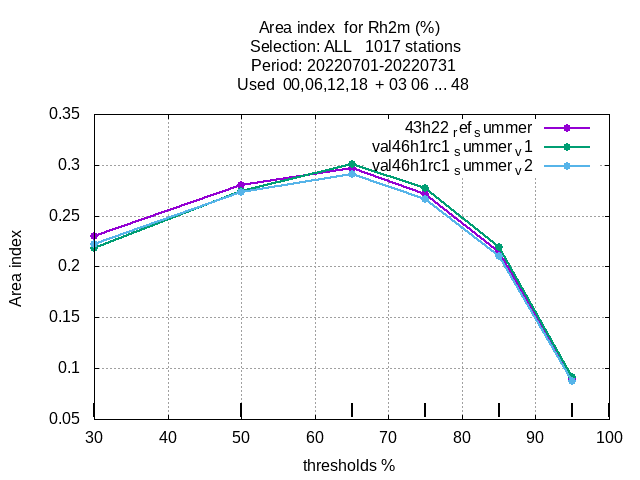 Area index for Rh2m (%)
Selection: ALL 1017 stations
Period: 20220701-20220731
Used 00,06,12,18 + 03 06 ... 48
0.35
43h22 ref summer
val46h1rc1 summer v1
0.3
val46h1rc1 summer v2
0.25
0.2
0.15
0.1
0.05
Area index
30 40 50 60 70 80 90 100
thresholds %